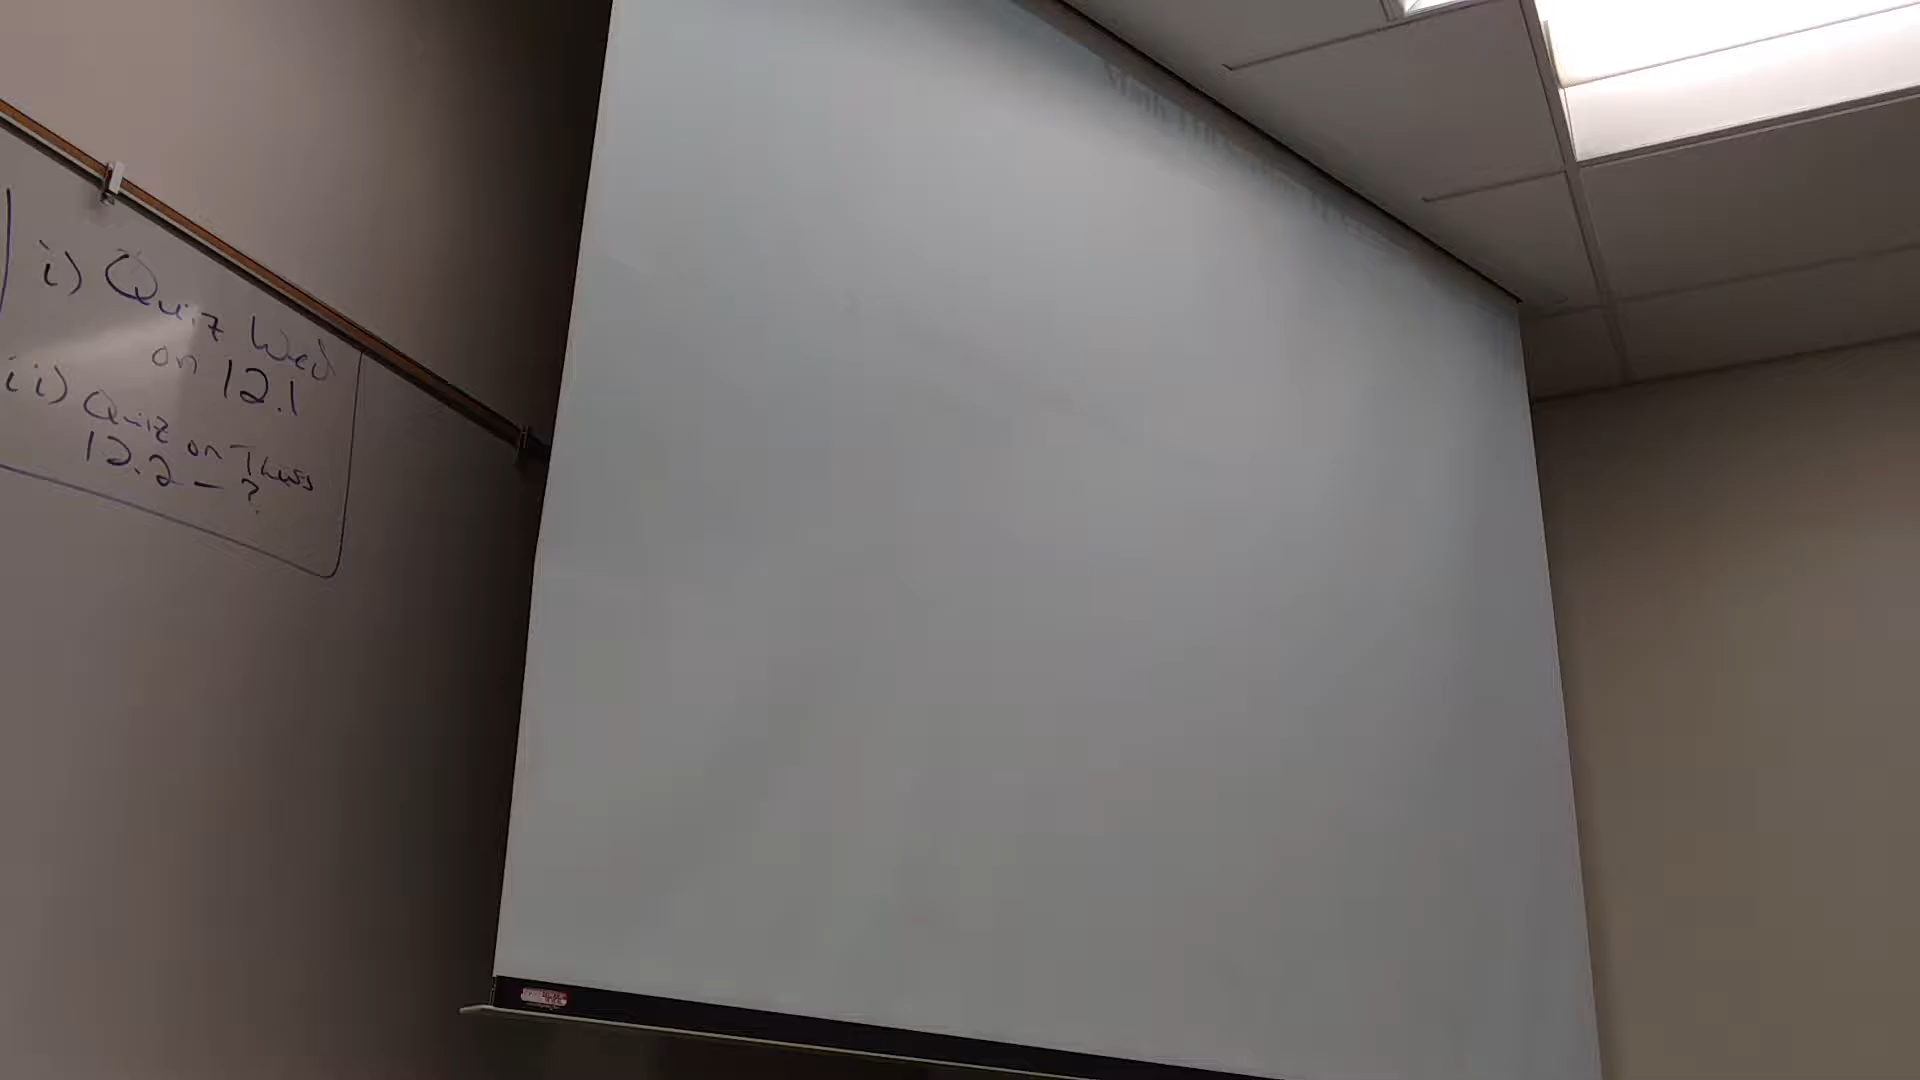 i) Quiz Wed
on 12.1
ii) Quiz on Thurs
12.2 - ?